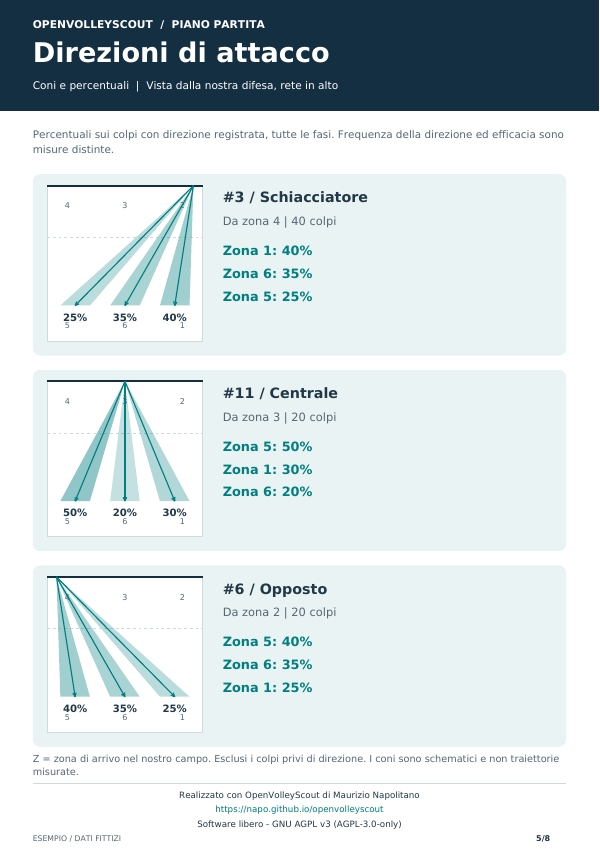 OPENVOLLEYSCOUT / PIANO PARTITA
Direzioni di attacco
Coni e percentuali | Vista dalla nostra difesa, rete in alto
Percentuali sui colpi con direzione registrata, tutte le fasi. Frequenza della direzione ed efficacia sono
misure distinte.
4 3 2
25% 35% 40%
5 6 1
#3 / Schiacciatore
Da zona 4 | 40 colpi
Zona 1: 40%
Zona 6: 35%
Zona 5: 25%
4 3 2
50% 20% 30%
5 6 1
#11 / Centrale
Da zona 3 | 20 colpi
Zona 5: 50%
Zona 1: 30%
Zona 6: 20%
4 3 2
40% 35% 25%
5 6 1
#6 / Opposto
Da zona 2 | 20 colpi
Zona 5: 40%
Zona 6: 35%
Zona 1: 25%
Z = zona di arrivo nel nostro campo. Esclusi i colpi privi di direzione. I coni sono schematici e non traiettorie
misurate.
Realizzato con OpenVolleyScout di Maurizio Napolitano
https://napo.github.io/openvolleyscout
Software libero - GNU AGPL v3 (AGPL-3.0-only)
ESEMPIO / DATI FITTIZI 5/8